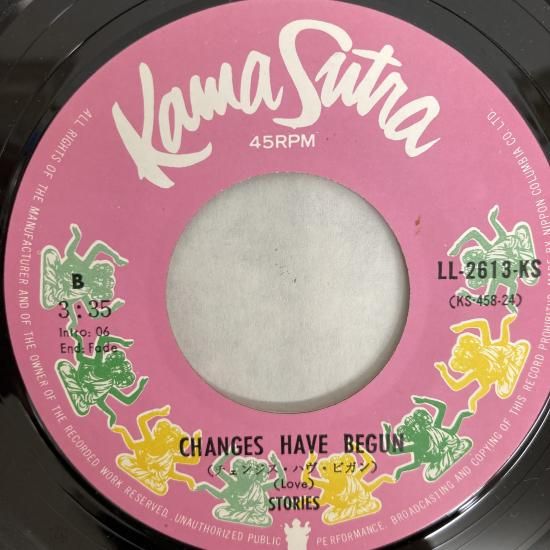 Kama Sutra
45RPM
B
3:35
Intro: 06
End: Fade
LL-2613-KS
(KS-458-24)
CHANGES HAVE BEGUN
(チェンジス・ハヴ・ビガン)
(Love)
STORIES
ALL RIGHTS OF THE MANUFACTURER AND OF THE OWNER OF THE RECORDED WORK RESERVED. UNAUTHORIZED PUBLIC PERFORMANCE, BROADCASTING AND COPYING OF THIS RECORD PROHIBITED BY NIPPON COLUMBIA CO. LTD.